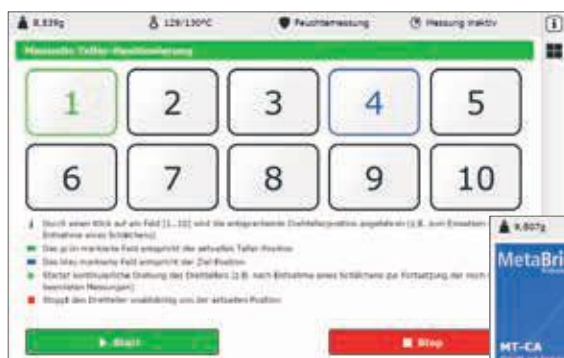 129/130°C Feuchtemessung Messung inaktiv
Manuelle Teller-Positionierung
1 2 3 4 5
6 7 8 9 10
Durch einen Klick auf ein Feld [1...10] wird die entsprechende Drehtellerposition angefahren (z.B. zum Einsetzen
Entnahme eines Schälchens)
Das grün markierte Feld entspricht der aktuellen Teller-Position
Das blau markierte Feld entspricht der Ziel-Position
Startet kontinuierliche Drehung des Drehtellers (z.B. nach Entnahme eines Schälchens zur Fortsetzung der noch
Messungen)
Stoppt den Drehteller unabhängig von der aktuellen Position
Start Stop
9,807g
MetaBri
MT-CA